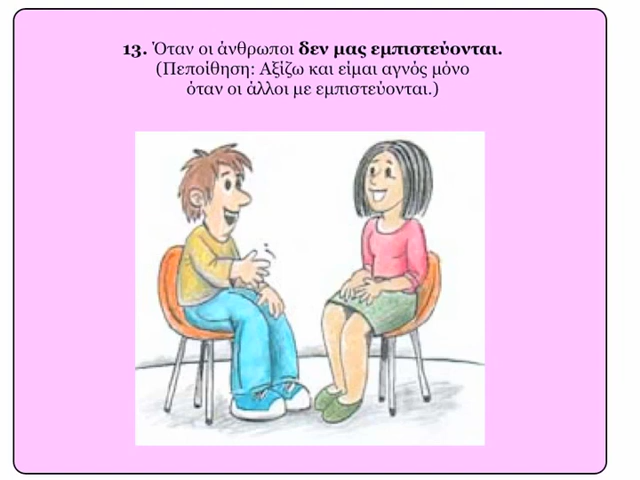 13. Όταν οι άνθρωποι δεν μας εμπιστεύονται.
(Πεποίθηση: Αξίζω και είμαι αγνός μόνο
όταν οι άλλοι με εμπιστεύονται.)